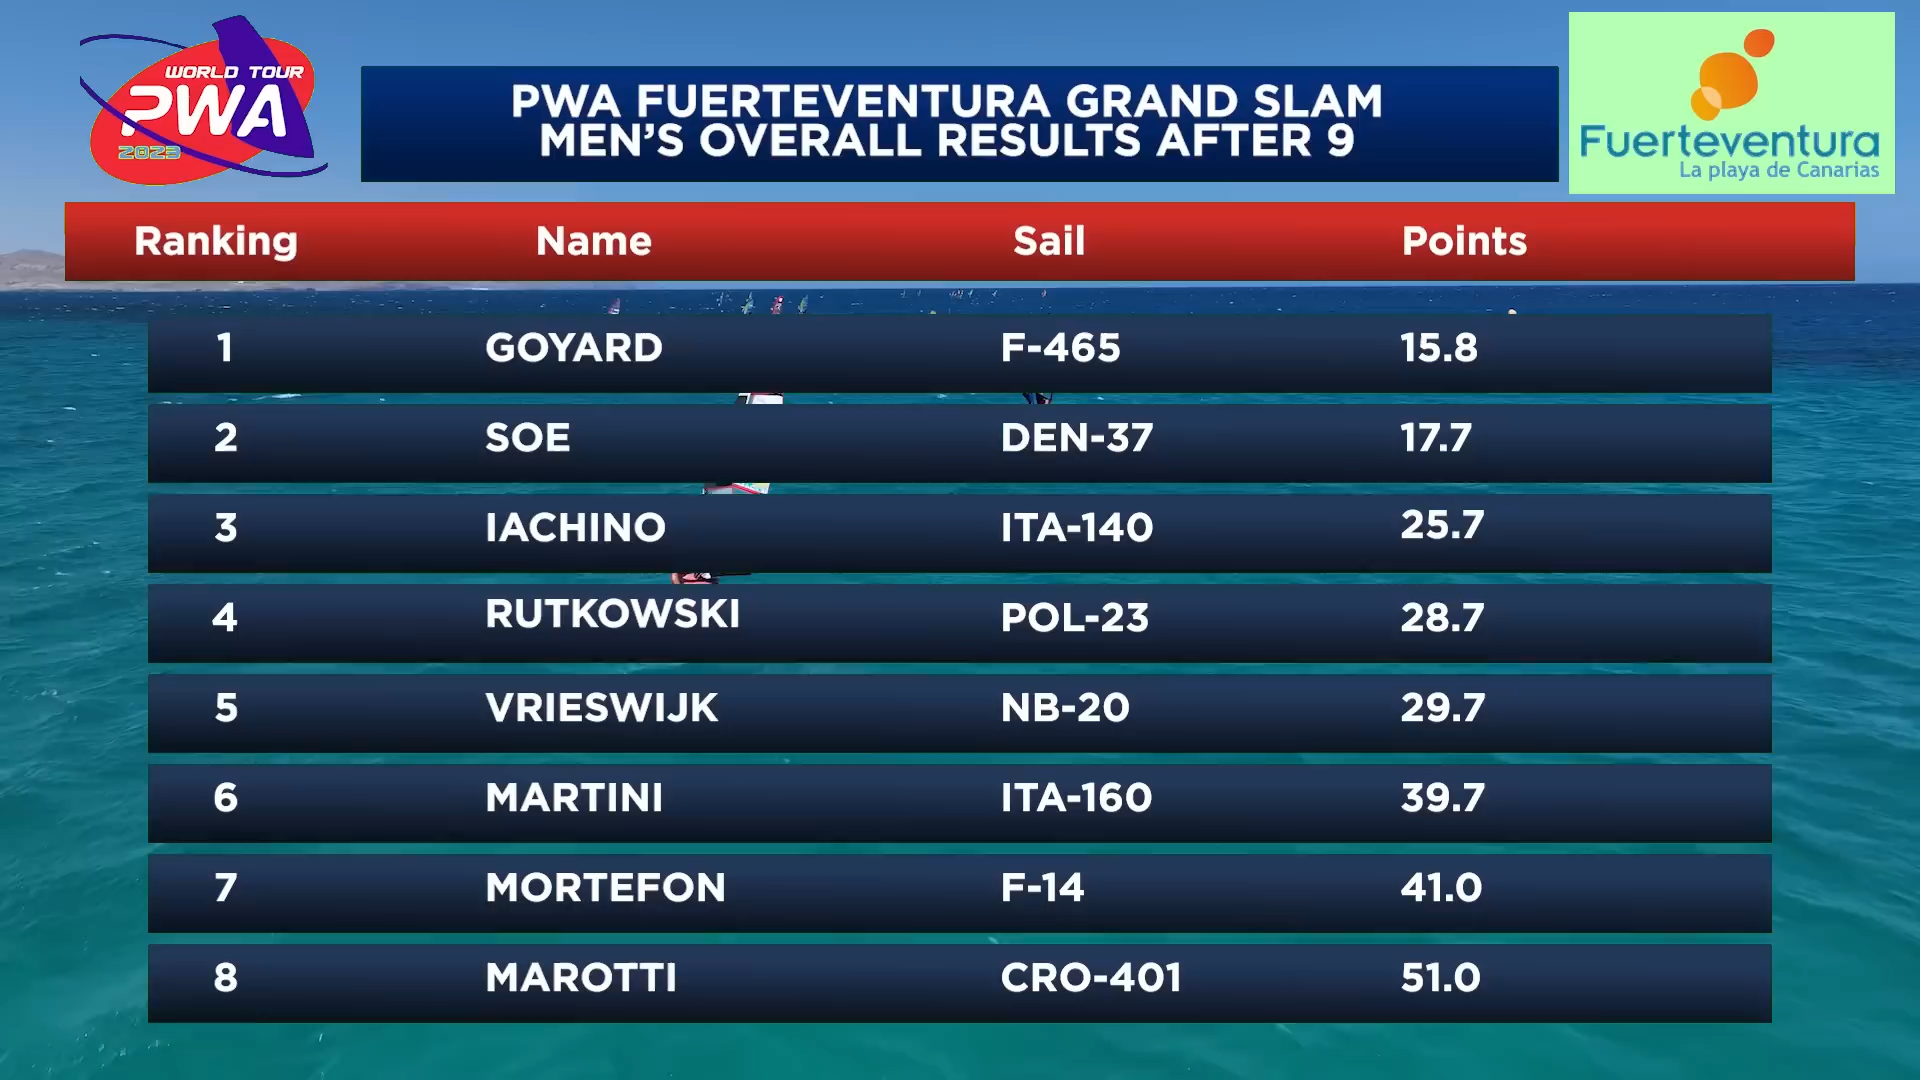 WORLD TOUR
PWA
2023
PWA FUERTEVENTURA GRAND SLAM
MEN'S OVERALL RESULTS AFTER 9
Fuerteventura
La playa de Canarias
Ranking Name Sail Points
1 GOYARD F-465 15.8
2 SOE DEN-37 17.7
3 IACHINO ITA-140 25.7
4 RUTKOWSKI POL-23 28.7
5 VRIESWIJK NB-20 29.7
6 MARTINI ITA-160 39.7
7 MORTEFON F-14 41.0
8 MAROTTI CRO-401 51.0